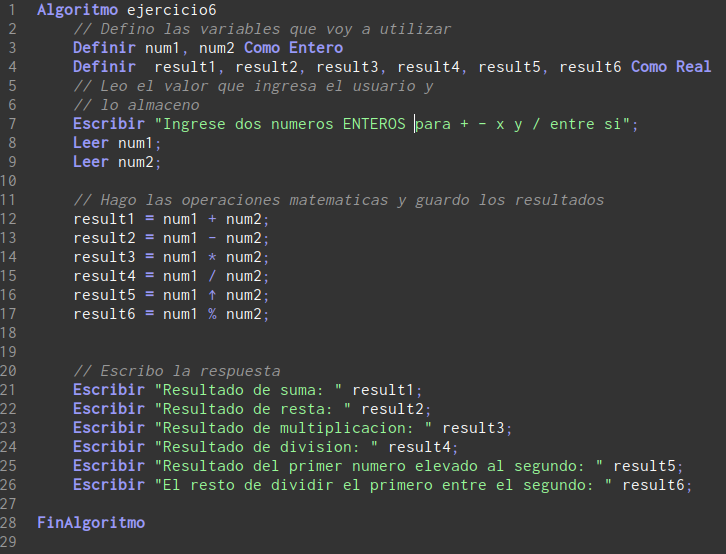 1 Algoritmo ejercicio6
2 // Defino las variables que voy a utilizar
3 Definir num1, num2 Como Entero
4 Definir  result1, result2, result3, result4, result5, result6 Como Real
5 // Leo el valor que ingresa el usuario y
6 // lo almaceno
7 Escribir "Ingrese dos numeros ENTEROS para + - x y / entre si";
8 Leer num1;
9 Leer num2;
10
11 // Hago las operaciones matematicas y guardo los resultados
12 result1 = num1 + num2;
13 result2 = num1 - num2;
14 result3 = num1 * num2;
15 result4 = num1 / num2;
16 result5 = num1 ↑ num2;
17 result6 = num1 % num2;
18
19
20 // Escribo la respuesta
21 Escribir "Resultado de suma: " result1;
22 Escribir "Resultado de resta: " result2;
23 Escribir "Resultado de multiplicacion: " result3;
24 Escribir "Resultado de division: " result4;
25 Escribir "Resultado del primer numero elevado al segundo: " result5;
26 Escribir "El resto de dividir el primero entre el segundo: " result6;
27
28 FinAlgoritmo
29